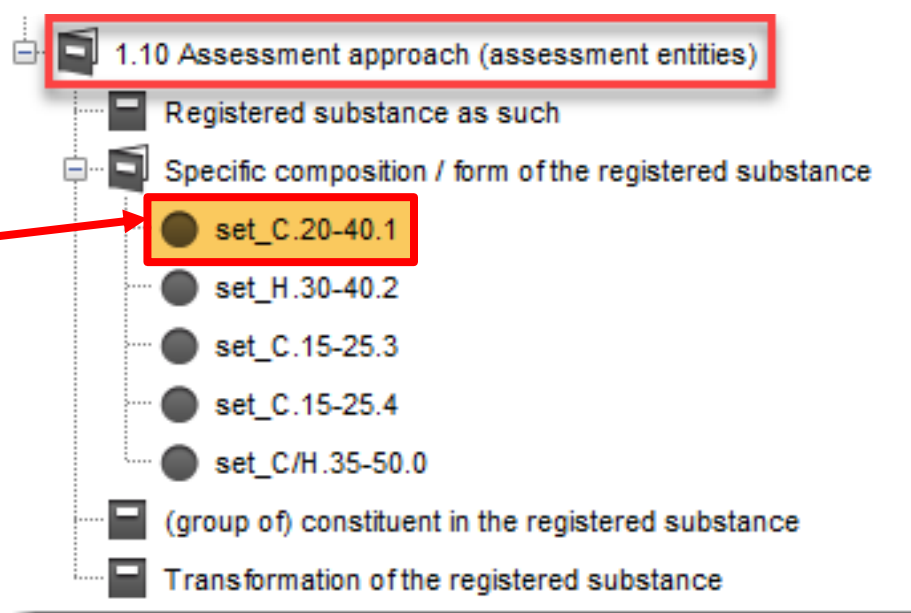 1.10 Assessment approach (assessment entities)
Registered substance as such
Specific composition / form of the registered substance
set_C.20-40.1
set_H.30-40.2
set_C.15-25.3
set_C.15-25.4
set_C/H.35-50.0
(group of) constituent in the registered substance
Transformation of the registered substance